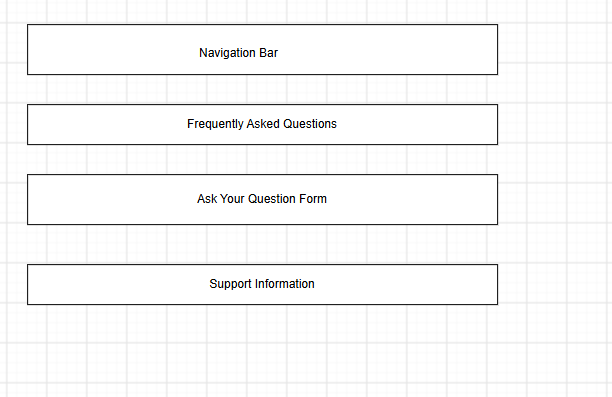 Navigation Bar
Frequently Asked Questions
Ask Your Question Form
Support Information